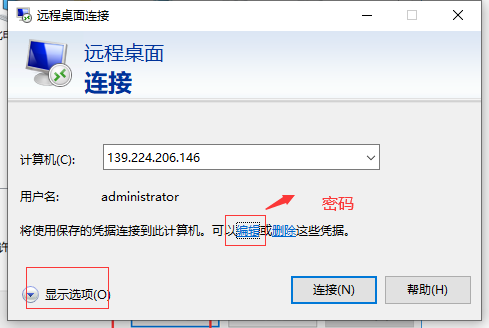 远程桌面连接
远程桌面
连接
计算机(C):
139.224.206.146
用户名:
administrator
密码
将使用保存的凭据连接到此计算机。可以编辑或删除这些凭据。
显示选项(O)
连接(N)
帮助(H)